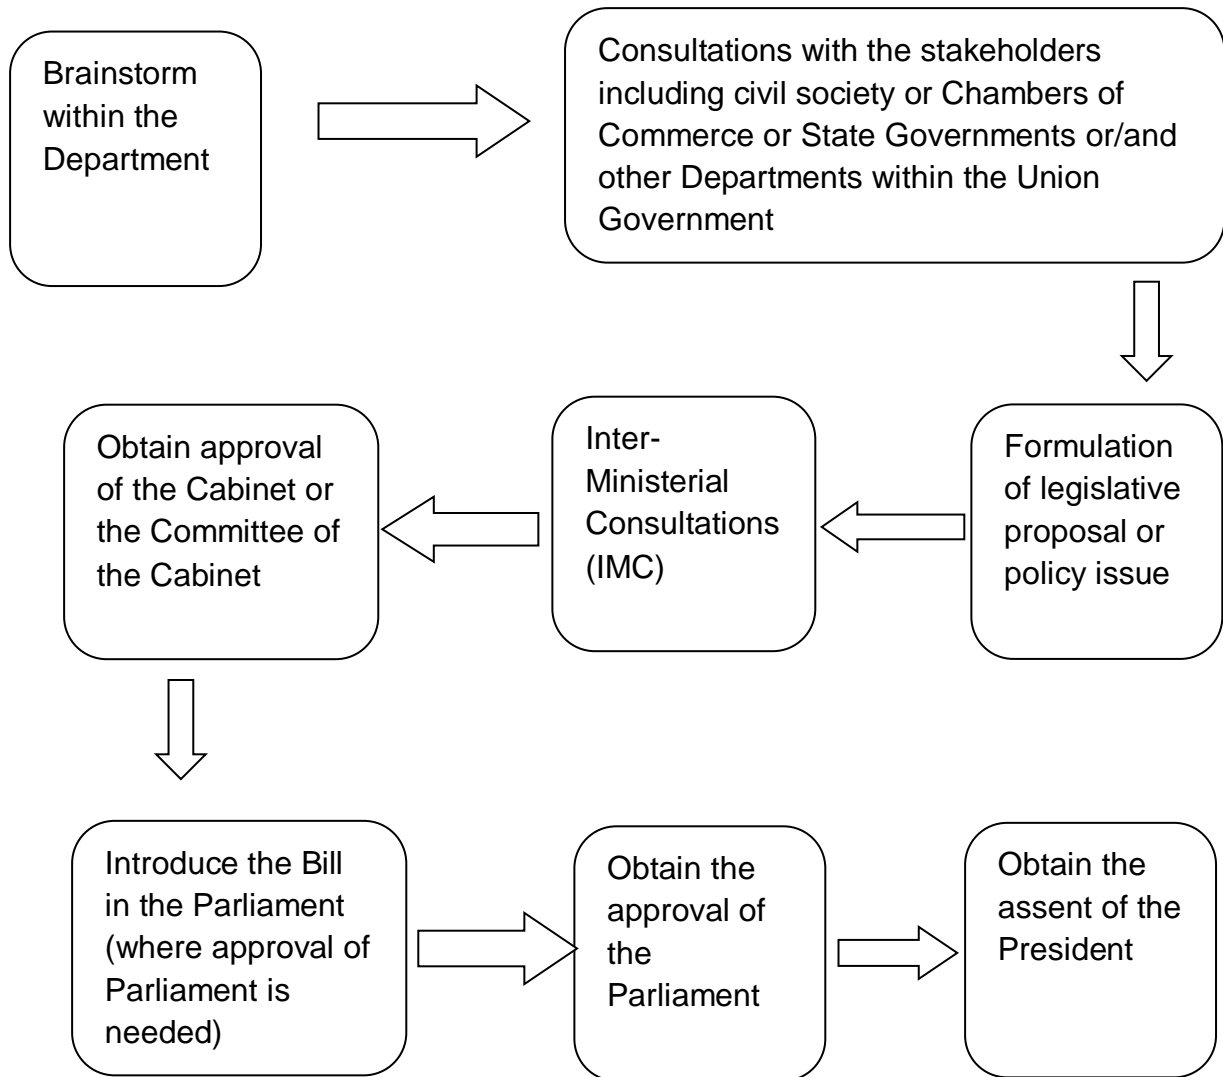 Brainstorm
within the
Department
Consultations with the stakeholders
including civil society or Chambers of
Commerce or State Governments or/and
other Departments within the Union
Government
Formulation
of legislative
proposal or
policy issue
Inter-
Ministerial
Consultations
(IMC)
Obtain approval
of the Cabinet or
the Committee of
the Cabinet
Introduce the Bill
in the Parliament
(where approval of
Parliament is
needed)
Obtain the
approval of
the
Parliament
Obtain the
assent of the
President